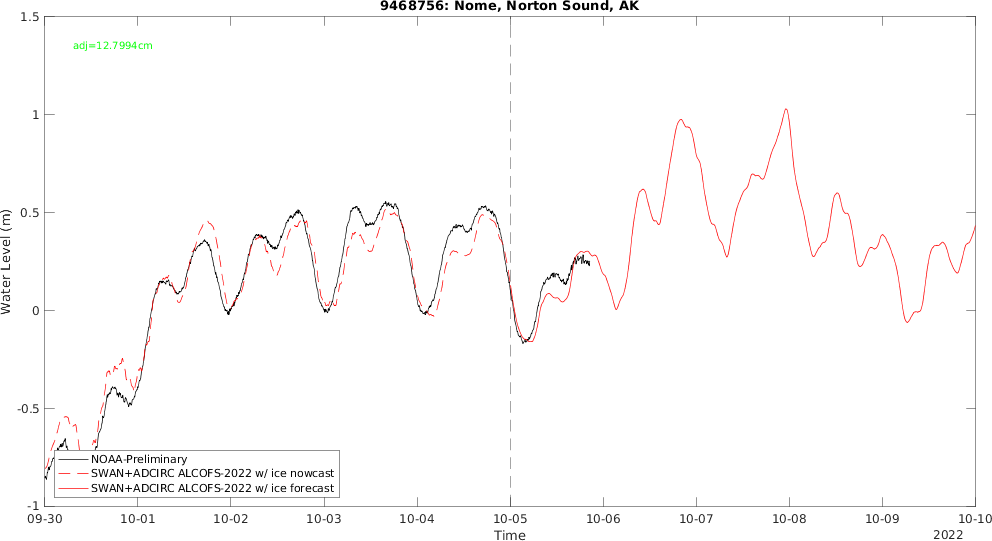 9468756: Nome, Norton Sound, AK
adj=12.7994cm
Water Level (m)
1.5
1
0.5
0
-0.5
-1
NOAA-Preliminary
SWAN+ADCIRC ALCOFS-2022 w/ ice nowcast
SWAN+ADCIRC ALCOFS-2022 w/ ice forecast
09-30 10-01 10-02 10-03 10-04 10-05 10-06 10-07 10-08 10-09 10-10
Time
2022